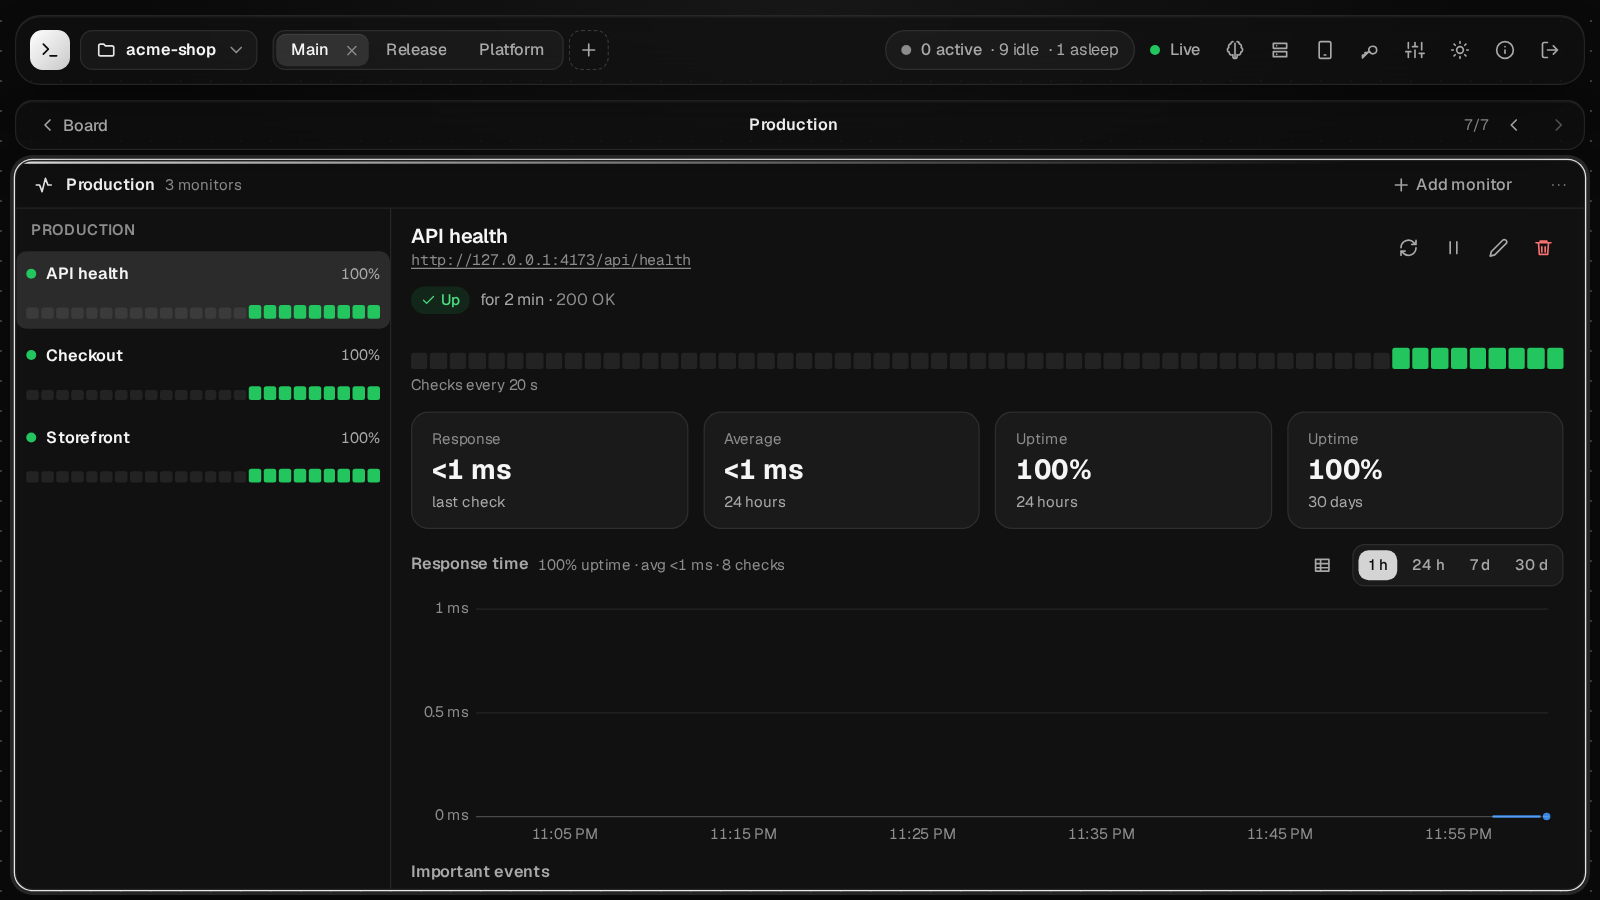 acme-shop
Main
Release
Platform
0 active · 9 idle · 1 asleep
Live
Board
Production
7/7
Production 3 monitors
Add monitor
PRODUCTION
API health 100%
Checkout 100%
Storefront 100%
API health
http://127.0.0.1:4173/api/health
Up for 2 min · 200 OK
Checks every 20 s
Response
<1 ms
last check
Average
<1 ms
24 hours
Uptime
100%
24 hours
Uptime
100%
30 days
Response time 100% uptime · avg <1 ms · 8 checks
1 h 24 h 7 d 30 d
1 ms
0.5 ms
0 ms
11:05 PM 11:15 PM 11:25 PM 11:35 PM 11:45 PM 11:55 PM
Important events